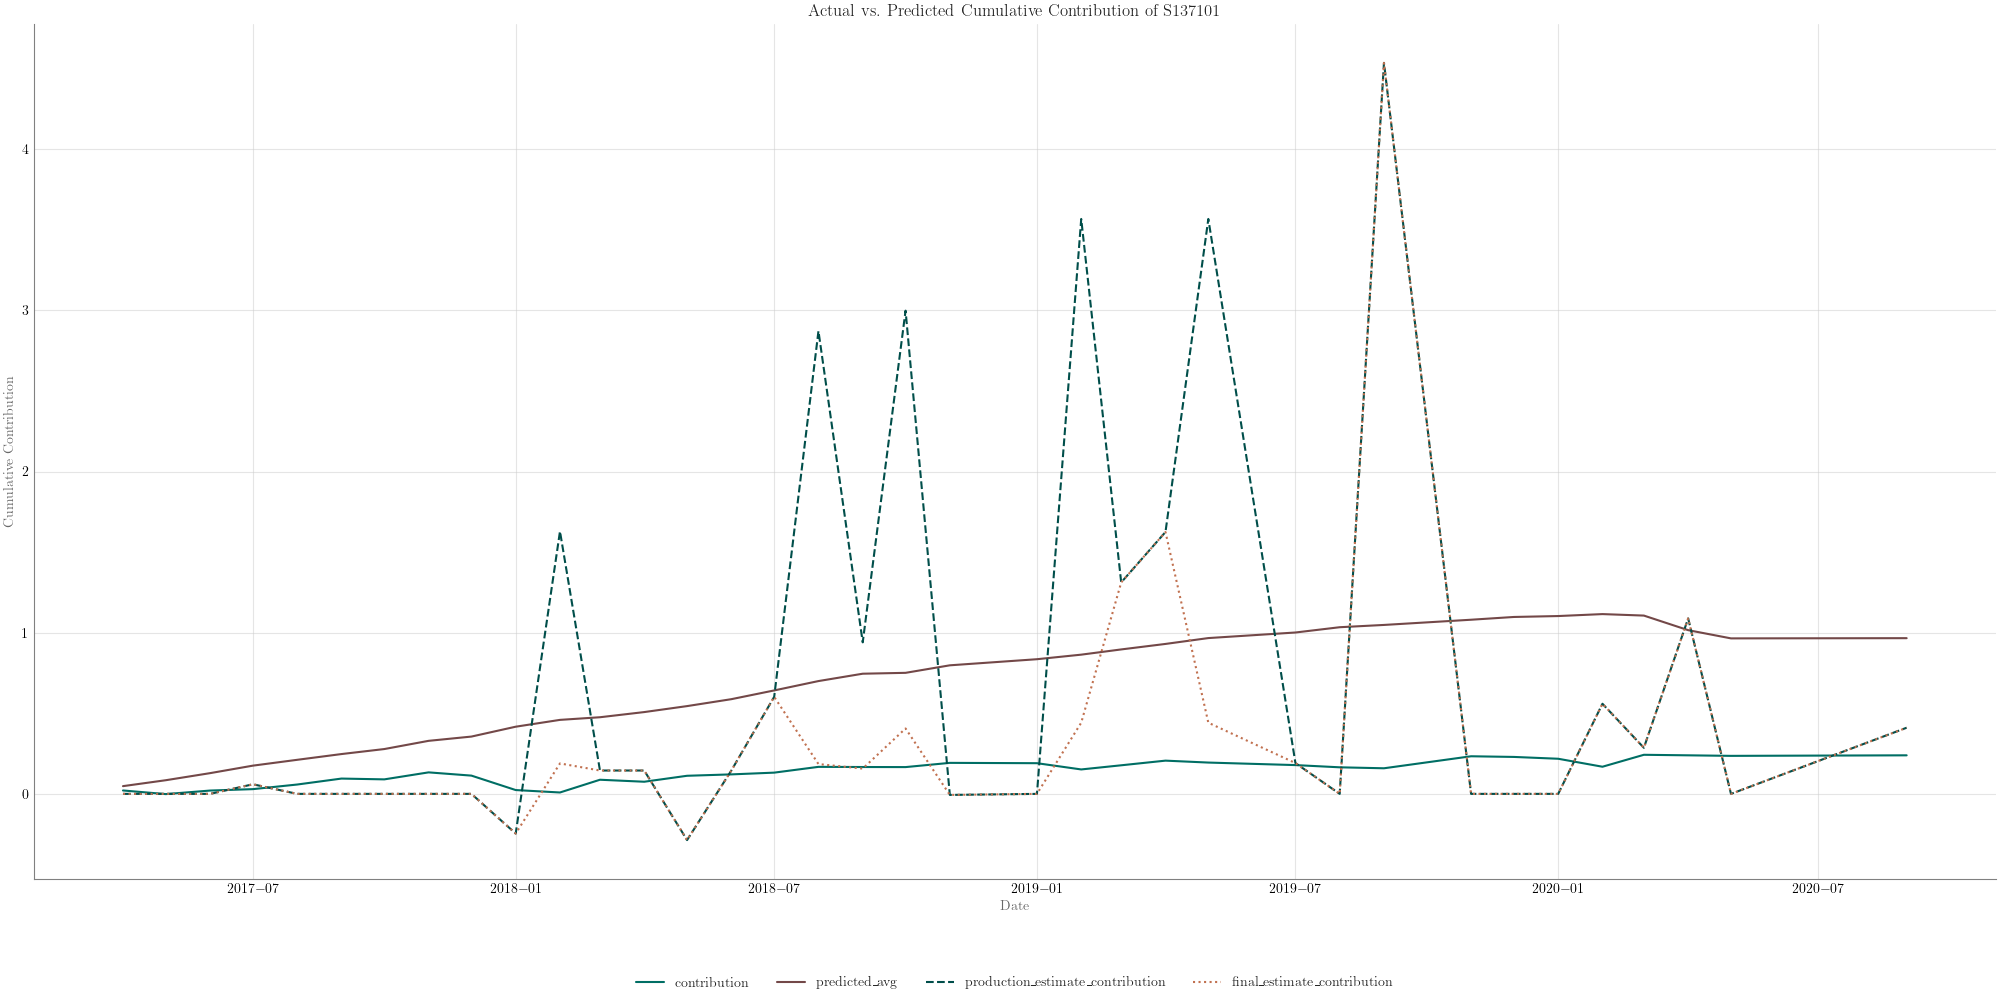 Actual vs. Predicted Cumulative Contribution of S137101
Cumulative Contribution
4
3
2
1
0
2017–07
2018–01
2018–07
2019–01
2019–07
2020–01
2020–07
Date
contribution
predicted_avg
production_estimate_contribution
final_estimate_contribution